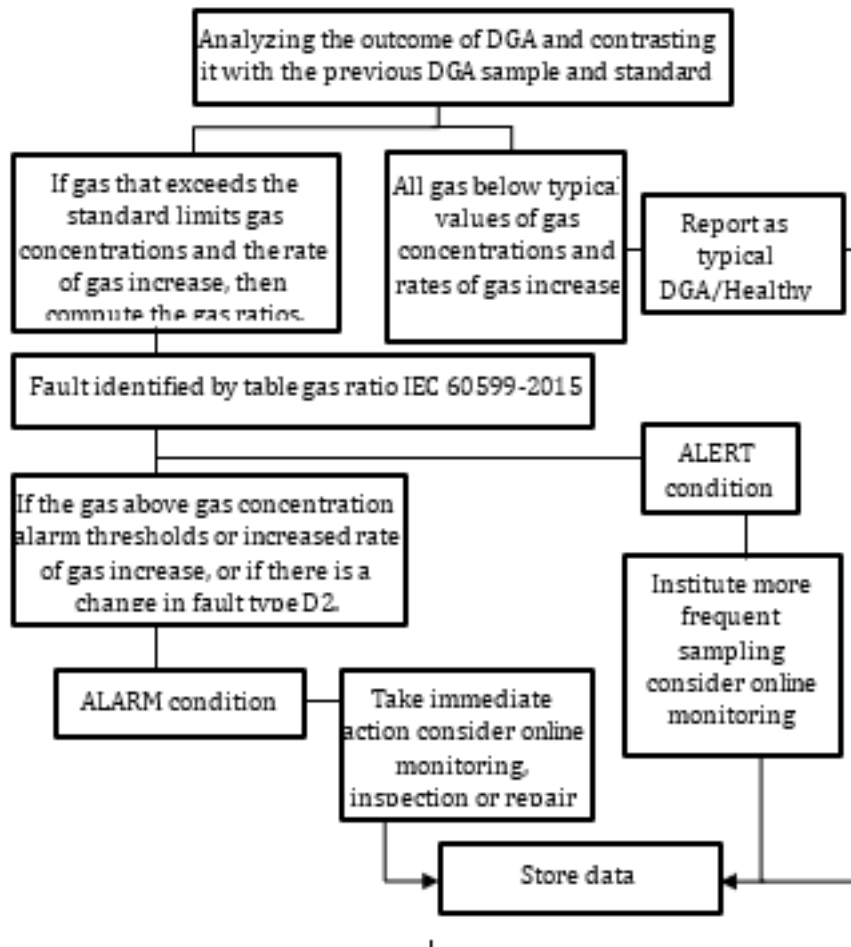 Analyzing the outcome of DGA and contrasting
it with the previous DGA sample and standard
If gas that exceeds the
standard limits gas
concentrations and the rate
of gas increase, then
compute the gas ratios.
All gas below typical
values of gas
concentrations and
rates of gas increase
Report as
typical
DGA/Healthy
Fault identified by table gas ratio IEC 60599-2015
ALERT
condition
If the gas above gas concentration
alarm thresholds or increased rate
of gas increase, or if there is a
change in fault type D2.
Institute more
frequent
sampling
consider online
monitoring
ALARM condition
Take immediate
action consider online
monitoring,
inspection or repair
Store data